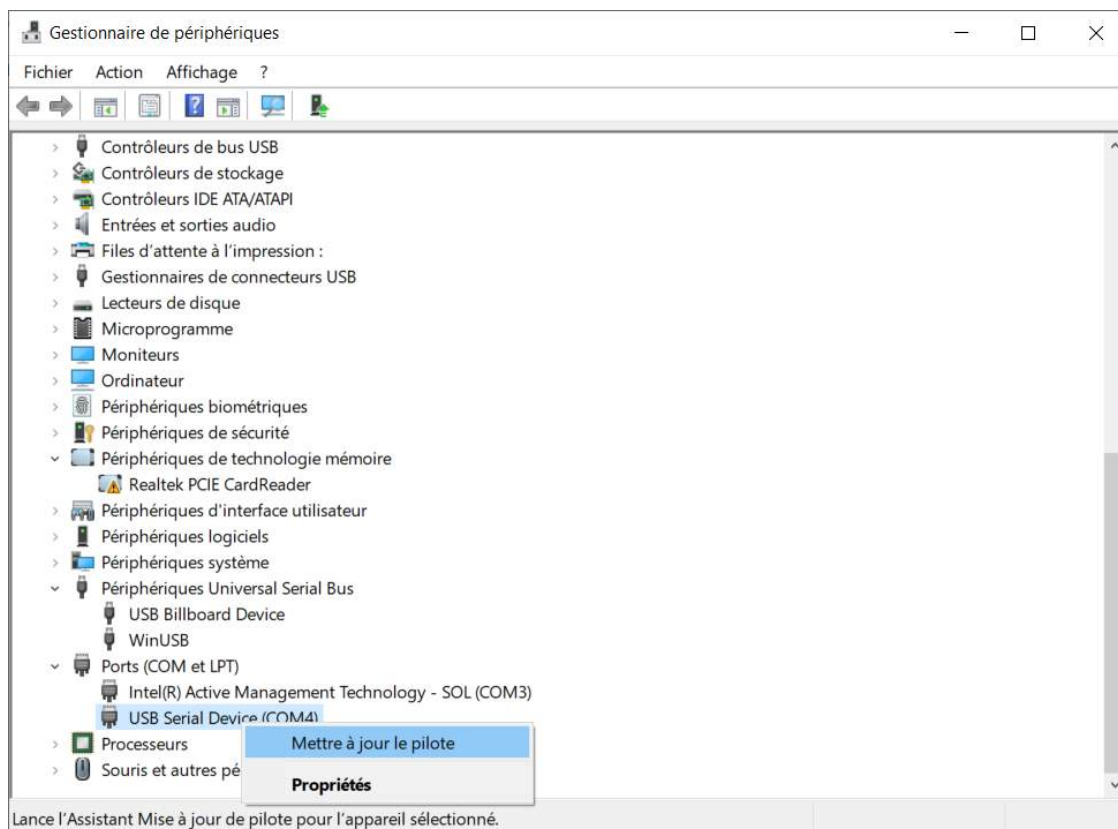 Gestionnaire de périphériques
Fichier Action Affichage ?
Contrôleurs de bus USB
Contrôleurs de stockage
Contrôleurs IDE ATA/ATAPI
Entrées et sorties audio
Files d'attente à l'impression :
Gestionnaires de connecteurs USB
Lecteurs de disque
Microprogramme
Moniteurs
Ordinateur
Périphériques biométriques
Périphériques de sécurité
Périphériques de technologie mémoire
Realtek PCIE CardReader
Périphériques d'interface utilisateur
Périphériques logiciels
Périphériques système
Périphériques Universal Serial Bus
USB Billboard Device
WinUSB
Ports (COM et LPT)
Intel(R) Active Management Technology - SOL (COM3)
USB Serial Device (COM4)
Processeurs
Mettre à jour le pilote
Souris et autres pé
Propriétés
Lance l'Assistant Mise à jour de pilote pour l'appareil sélectionné.